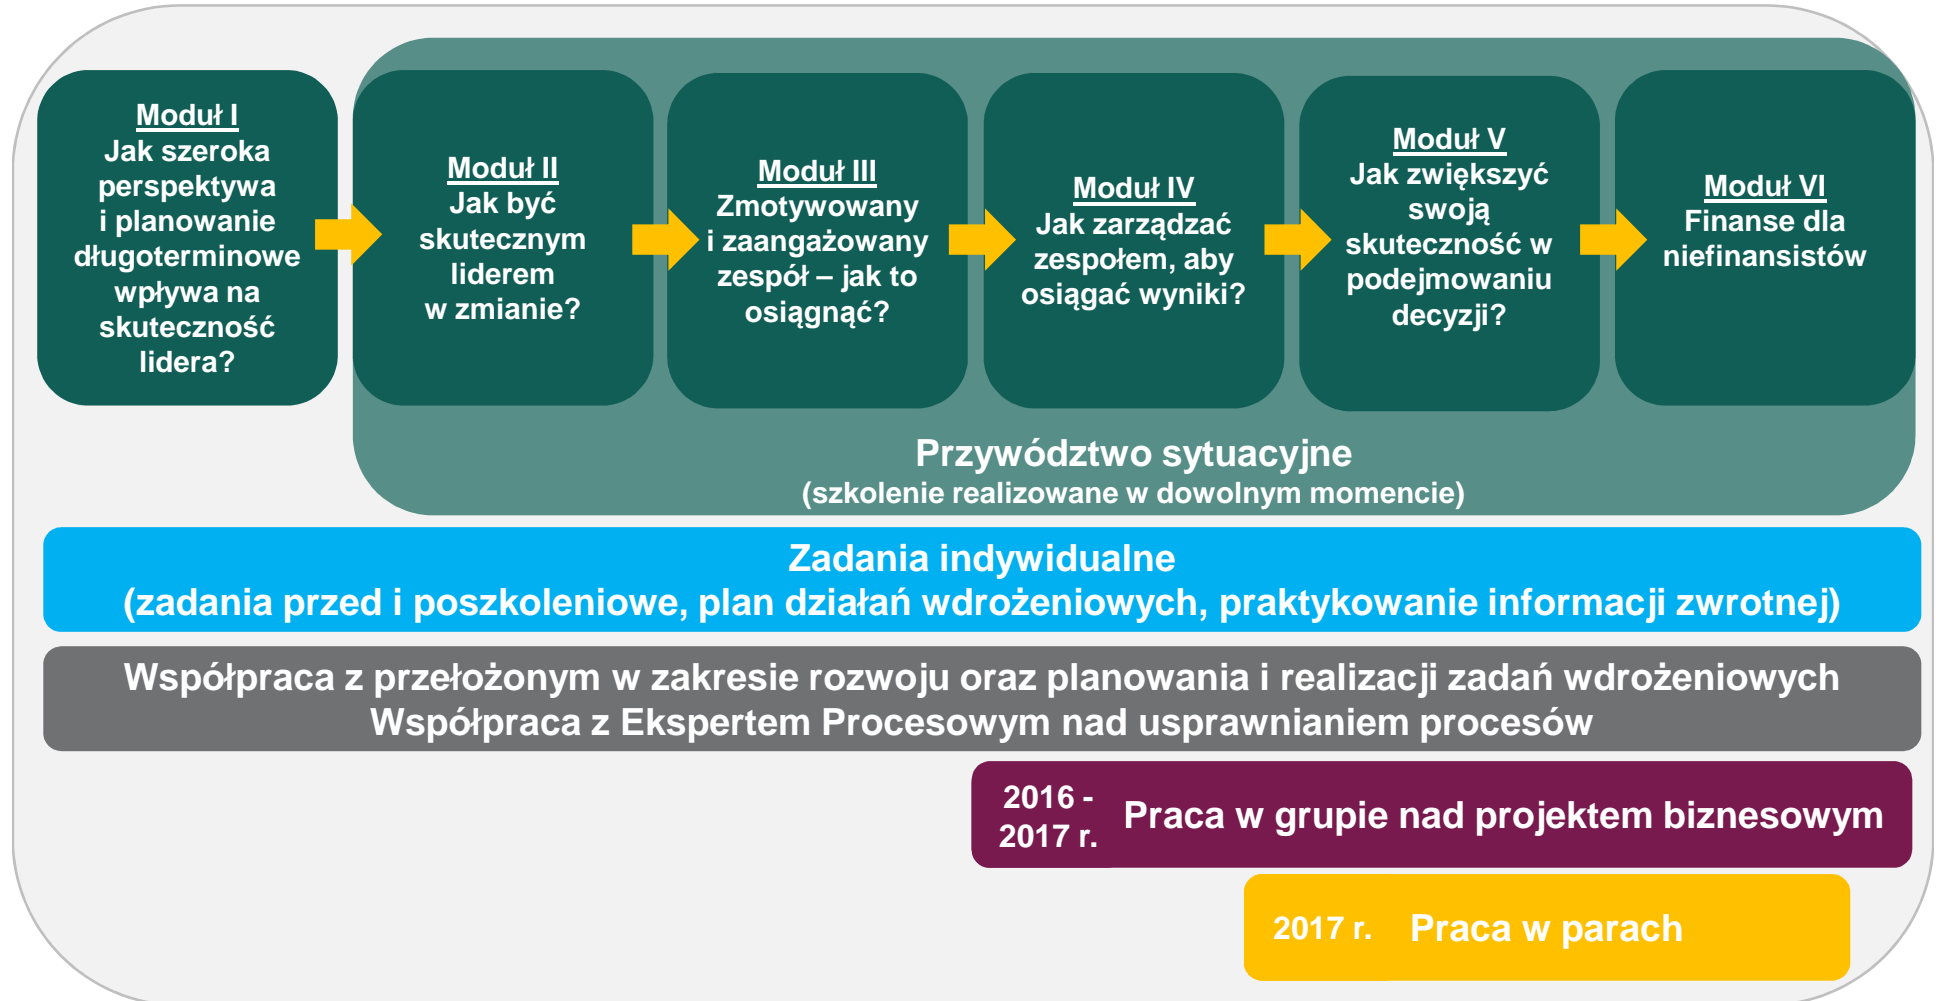 Moduł I
Jak szeroka
perspektywa
i planowanie
długoterminowe
wpływa na
skuteczność
lidera?
Moduł II
Jak być
skutecznym
liderem
w zmianie?
Moduł III
Zmotywowany
i zaangażowany
zespół – jak to
osiągnąć?
Moduł IV
Jak zarządzać
zespołem, aby
osiągać wyniki?
Moduł V
Jak zwiększyć
swoją
skuteczność w
podejmowaniu
decyzji?
Moduł VI
Finanse dla
niefinansistów
Przywództwo sytuacyjne
(szkolenie realizowane w dowolnym momencie)
Zadania indywidualne
(zadania przed i poszkoleniowe, plan działań wdrożeniowych, praktykowanie informacji zwrotnej)
Współpraca z przełożonym w zakresie rozwoju oraz planowania i realizacji zadań wdrożeniowych
Współpraca z Ekspertem Procesowym nad usprawnianiem procesów
2016 -
2017 r.
Praca w grupie nad projektem biznesowym
2017 r.
Praca w parach